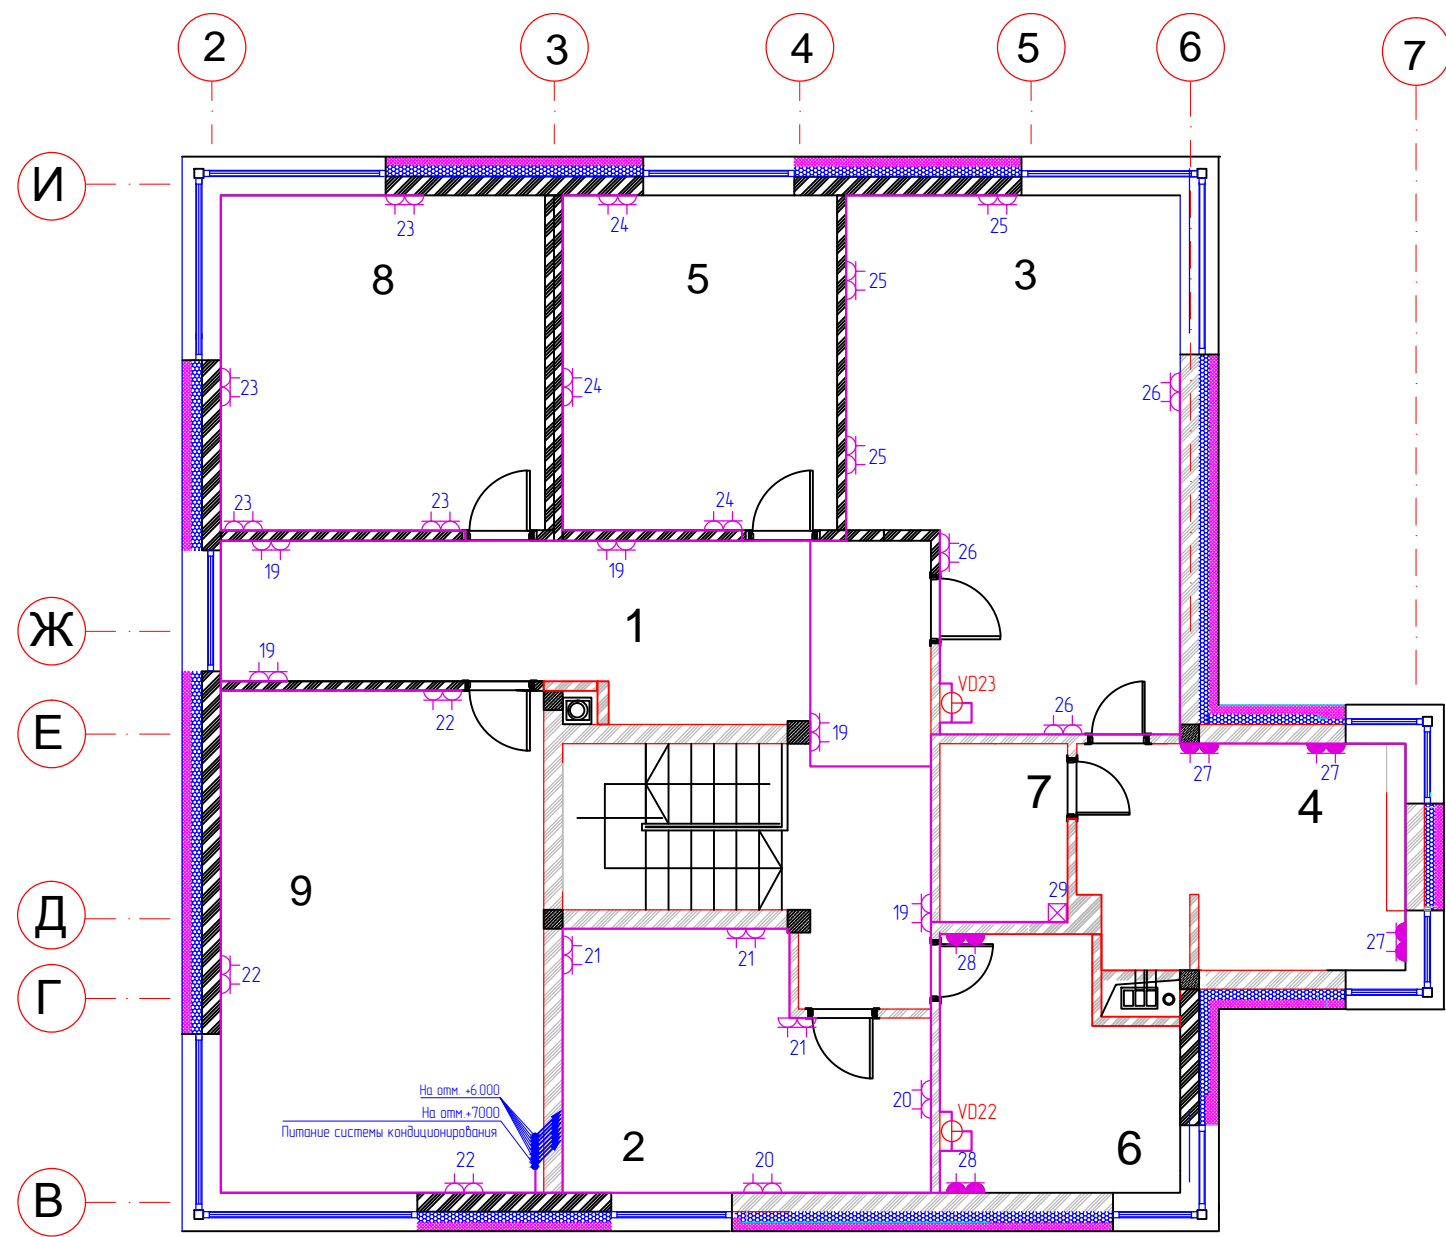 2 3 4 5 6 7
И
23 24 25
8 5 3
25
23 24 26
25
23 23 24
19 19 26
Ж
1
19
22
VD23
Е
26
19
27 27
7 4
9
29
Д
19
21 21 28 27
22
Г
21
На отм. +6.000
На отм.+7000
Питание системы кондиционирования
20
VD22
2 6
22 20 28
В